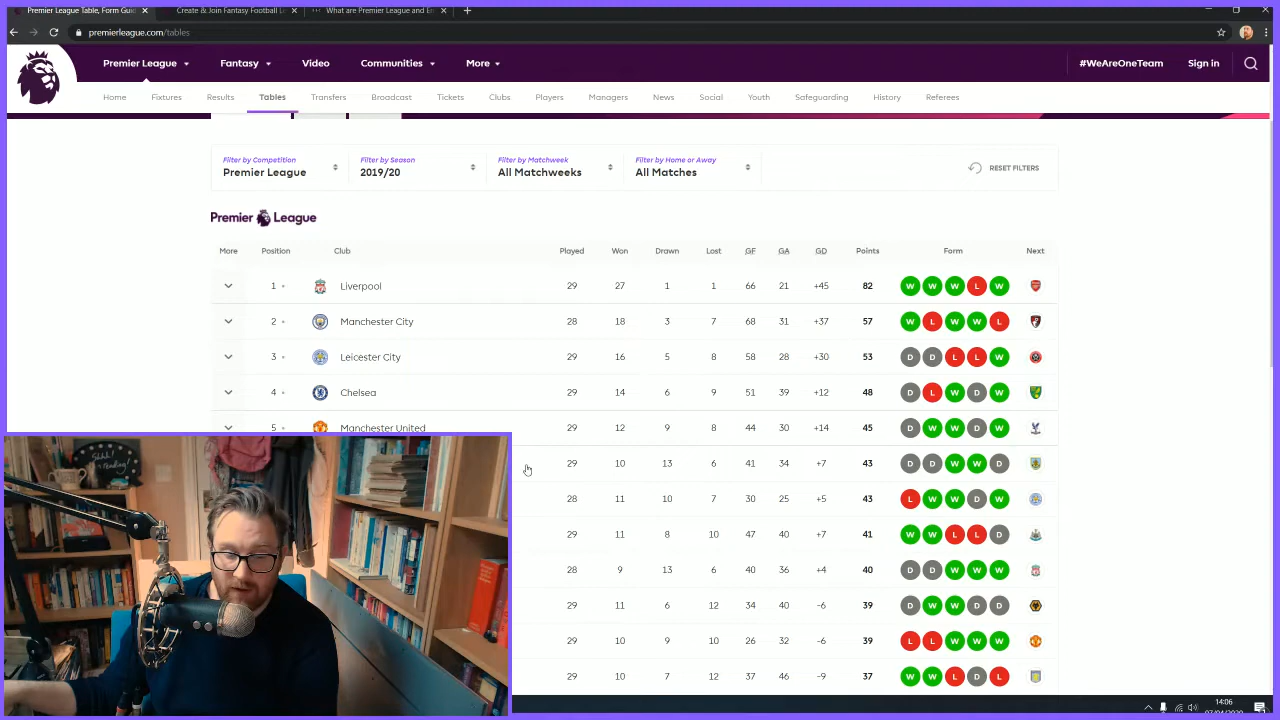 Premier League Table, Form Guid × Create & Join Fantasy Football L × What are Premier League and × +
premierleague.com/tables
Premier League Fantasy Video Communities More #WeAreOneTeam Sign in
Home Fixtures Results Tables Transfers Broadcast Tickets Clubs Players Managers News Social Youth Safeguarding History Referees
Filter by Competition Filter by Season Filter by Matchweek Filter by Home or Away
Premier League 2019/20 All Matchweeks All Matches RESET FILTERS
Premier League
More Position Club Played Won Drawn Lost GF GA GD Points Form Next
1 Liverpool 29 27 1 1 66 21 +45 82 W W W L W
2 Manchester City 28 18 3 7 68 31 +37 57 W L W W L
3 Leicester City 29 16 5 8 58 28 +30 53 D D L L W
4 Chelsea 29 14 6 9 51 39 +12 48 D L W D W
5 Manchester United 29 12 9 8 44 30 +14 45 D W W D W
29 10 13 6 41 34 +7 43 D D W W D
28 11 10 7 30 25 +5 43 L W W D W
29 11 8 10 47 40 +7 41 W W L L D
28 9 13 6 40 36 +4 40 D D W W W
29 11 6 12 34 40 -6 39 D W W D D
29 10 9 10 26 32 -6 39 L L W W W
29 10 7 12 37 46 -9 37 W W L D L
Shhh!
reading!
14:06